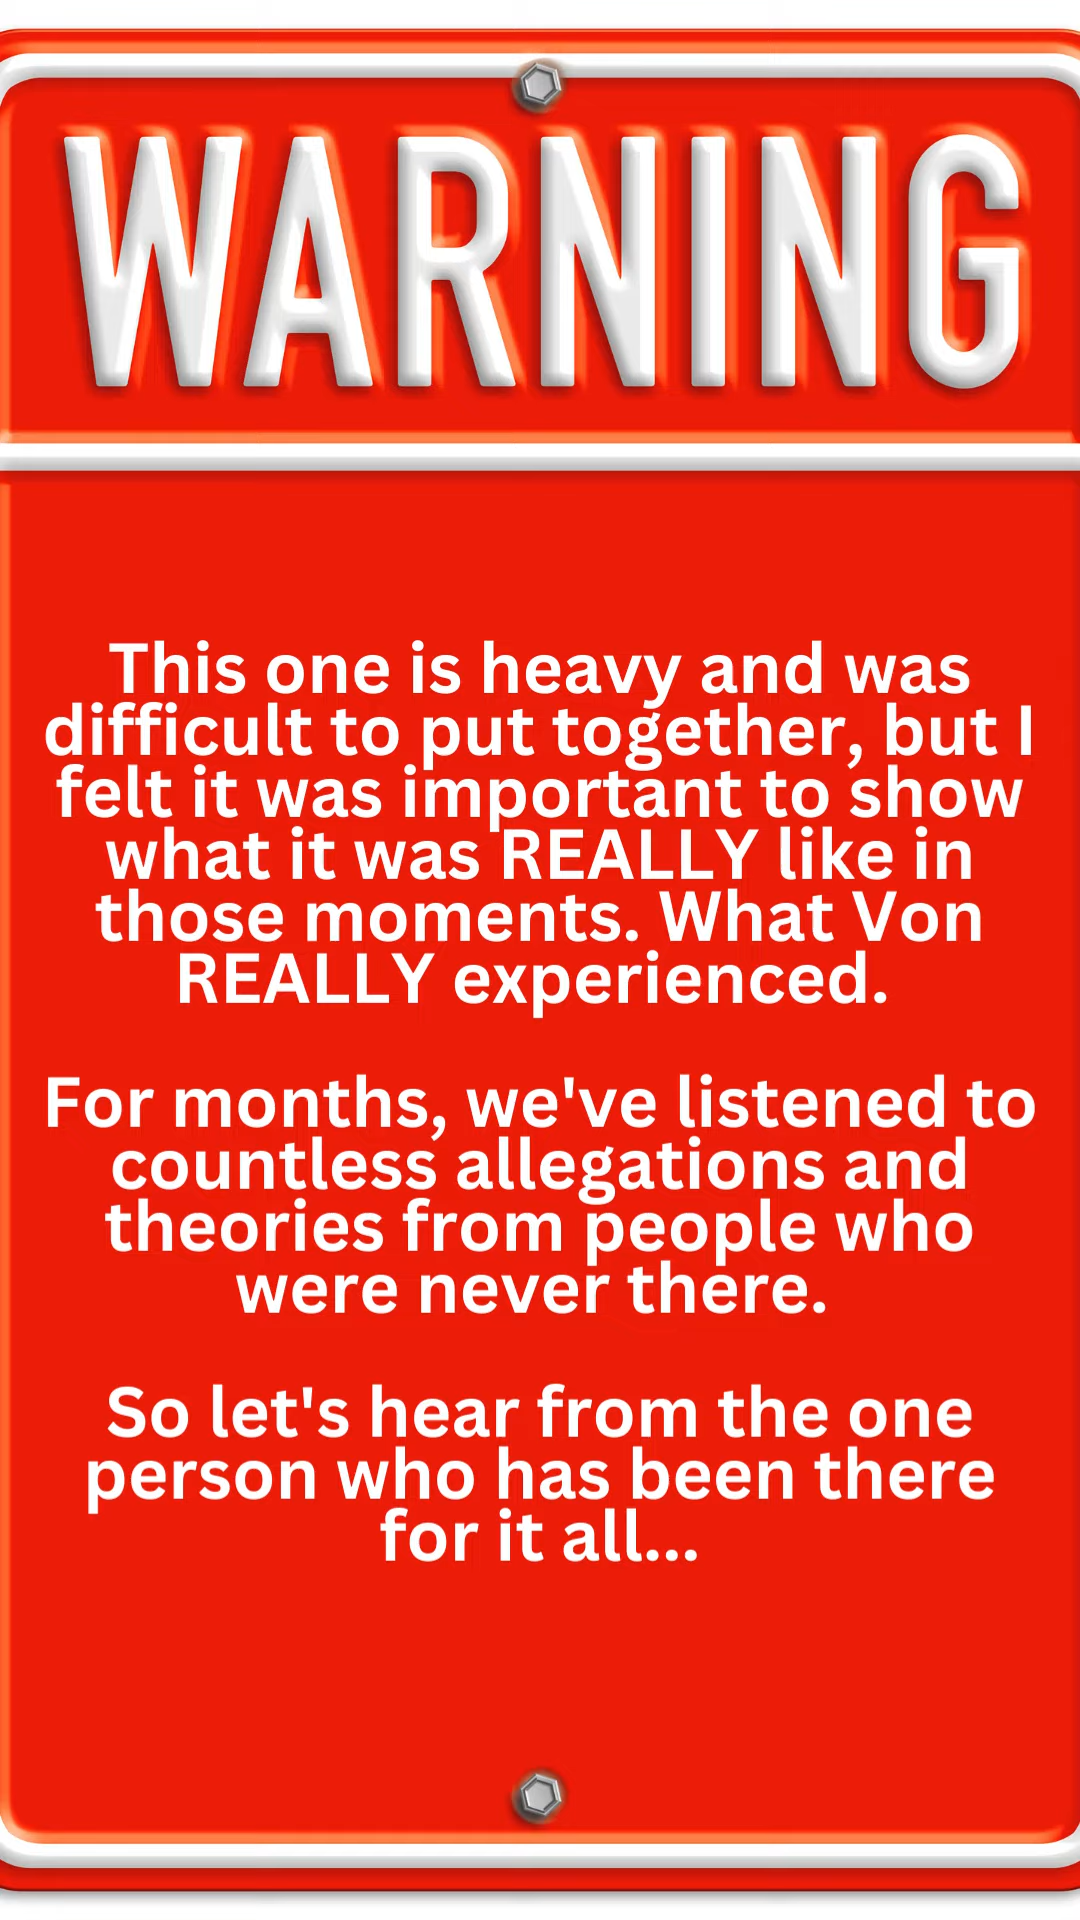 WARNING
This one is heavy and was
difficult to put together, but I
felt it was important to show
what it was REALLY like in
those moments. What Von
REALLY experienced.
For months, we've listened to
countless allegations and
theories from people who
were never there.
So let's hear from the one
person who has been there
for it all...